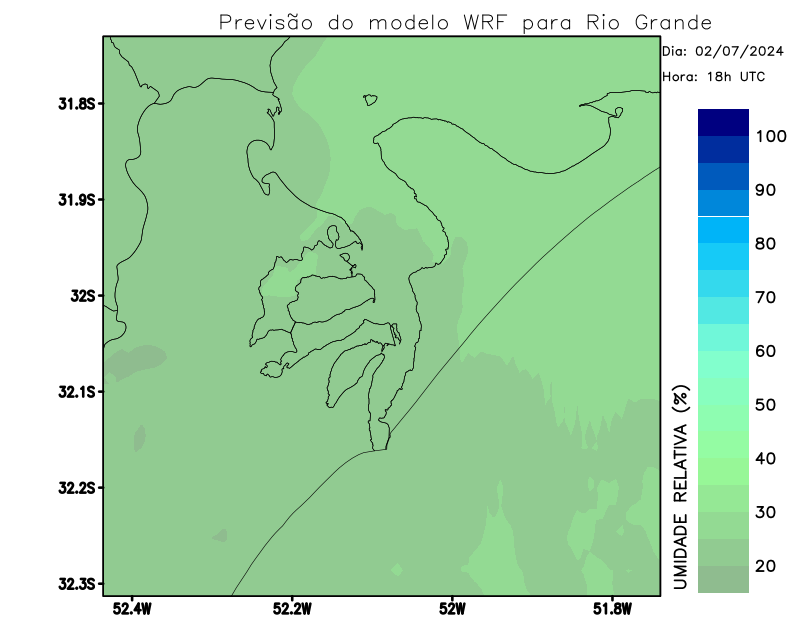 Previsão do modelo WRF para Rio Grande
Dia: 02/07/2024
Hora: 18h UTC
31.8S
31.9S
32S
32.1S
32.2S
32.3S
52.4W
52.2W
52W
51.8W
UMIDADE RELATIVA (%)
100
90
80
70
60
50
40
30
20